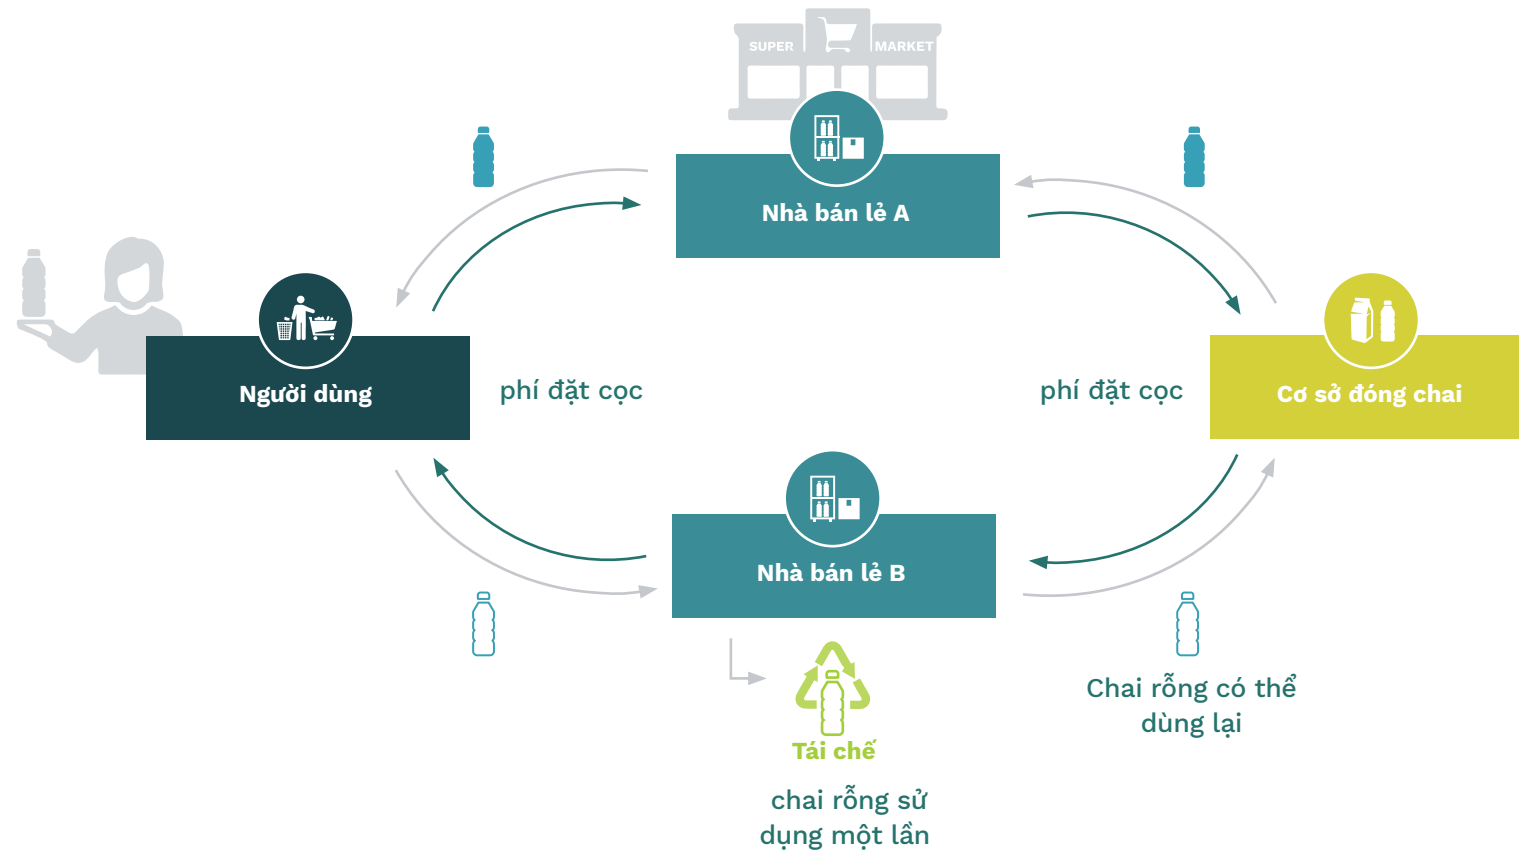 SUPER MARKET
Nhà bán lẻ A
Người dùng
phí đặt cọc
phí đặt cọc
Cơ sở đóng chai
Nhà bán lẻ B
Tái chế
chai rỗng sử
dụng một lần
Chai rỗng có thể
dùng lại